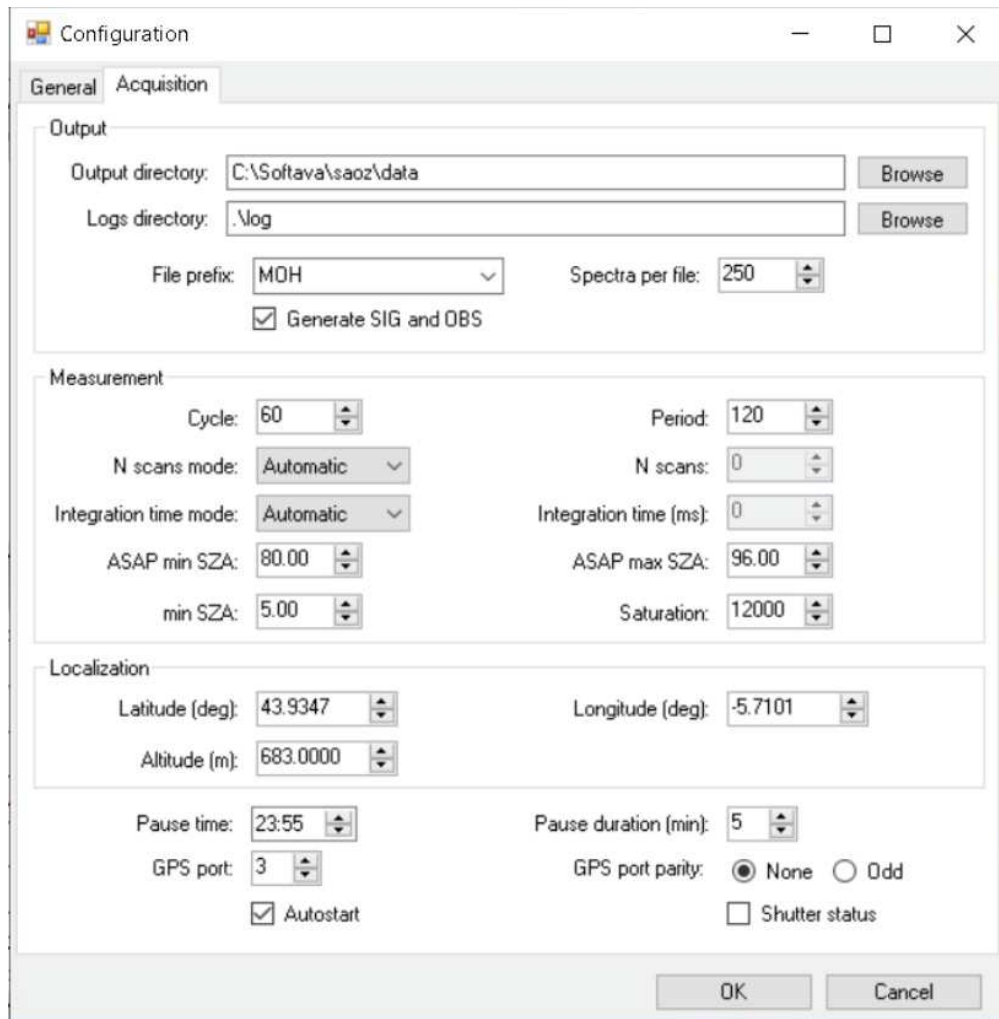 Configuration
General Acquisition
Output
Output directory: C:\Softava\saoz\data Browse
Logs directory: .\log Browse
File prefix: MOH Spectra per file: 250
Generate SIG and OBS
Measurement
Cycle: 60 Period: 120
N scans mode: Automatic N scans: 0
Integration time mode: Automatic Integration time (ms): 0
ASAP min SZA: 80.00 ASAP max SZA: 96.00
min SZA: 5.00 Saturation: 12000
Localization
Latitude (deg): 43.9347 Longitude (deg): -5.7101
Altitude (m): 683.0000
Pause time: 23:55 Pause duration (min): 5
GPS port: 3 GPS port parity: None Odd
Autostart Shutter status
OK Cancel